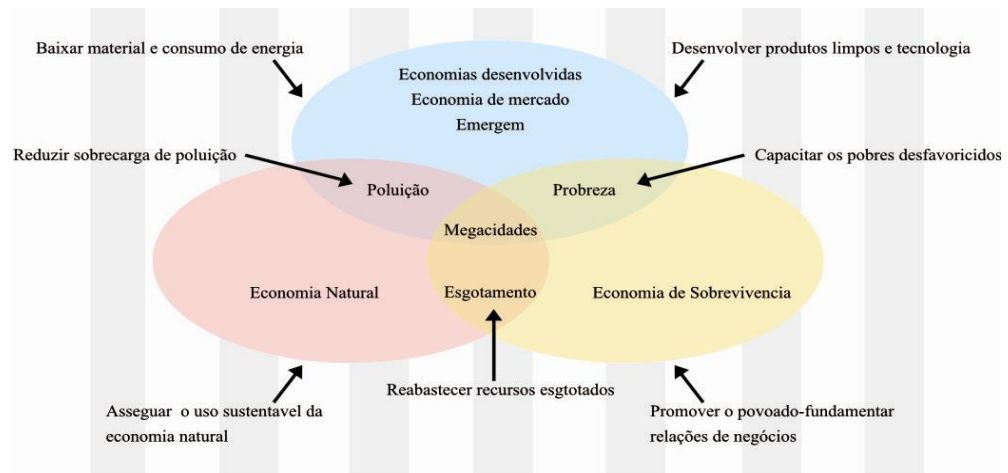 Baixar material e consumo de energia
Desenvolver produtos limpos e tecnologia
Economias desenvolvidas
Economia de mercado
Emergem
Reduzir sobrecarga de poluição
Capacitar os pobres desfavoricidos
Poluição
Probreza
Megacidades
Economia Natural
Esgotamento
Economia de Sobrevivencia
Reabastecer recursos esgtotados
Asseguar o uso sustentavel da
economia natural
Promover o povoado-fundamentar
relações de negócios